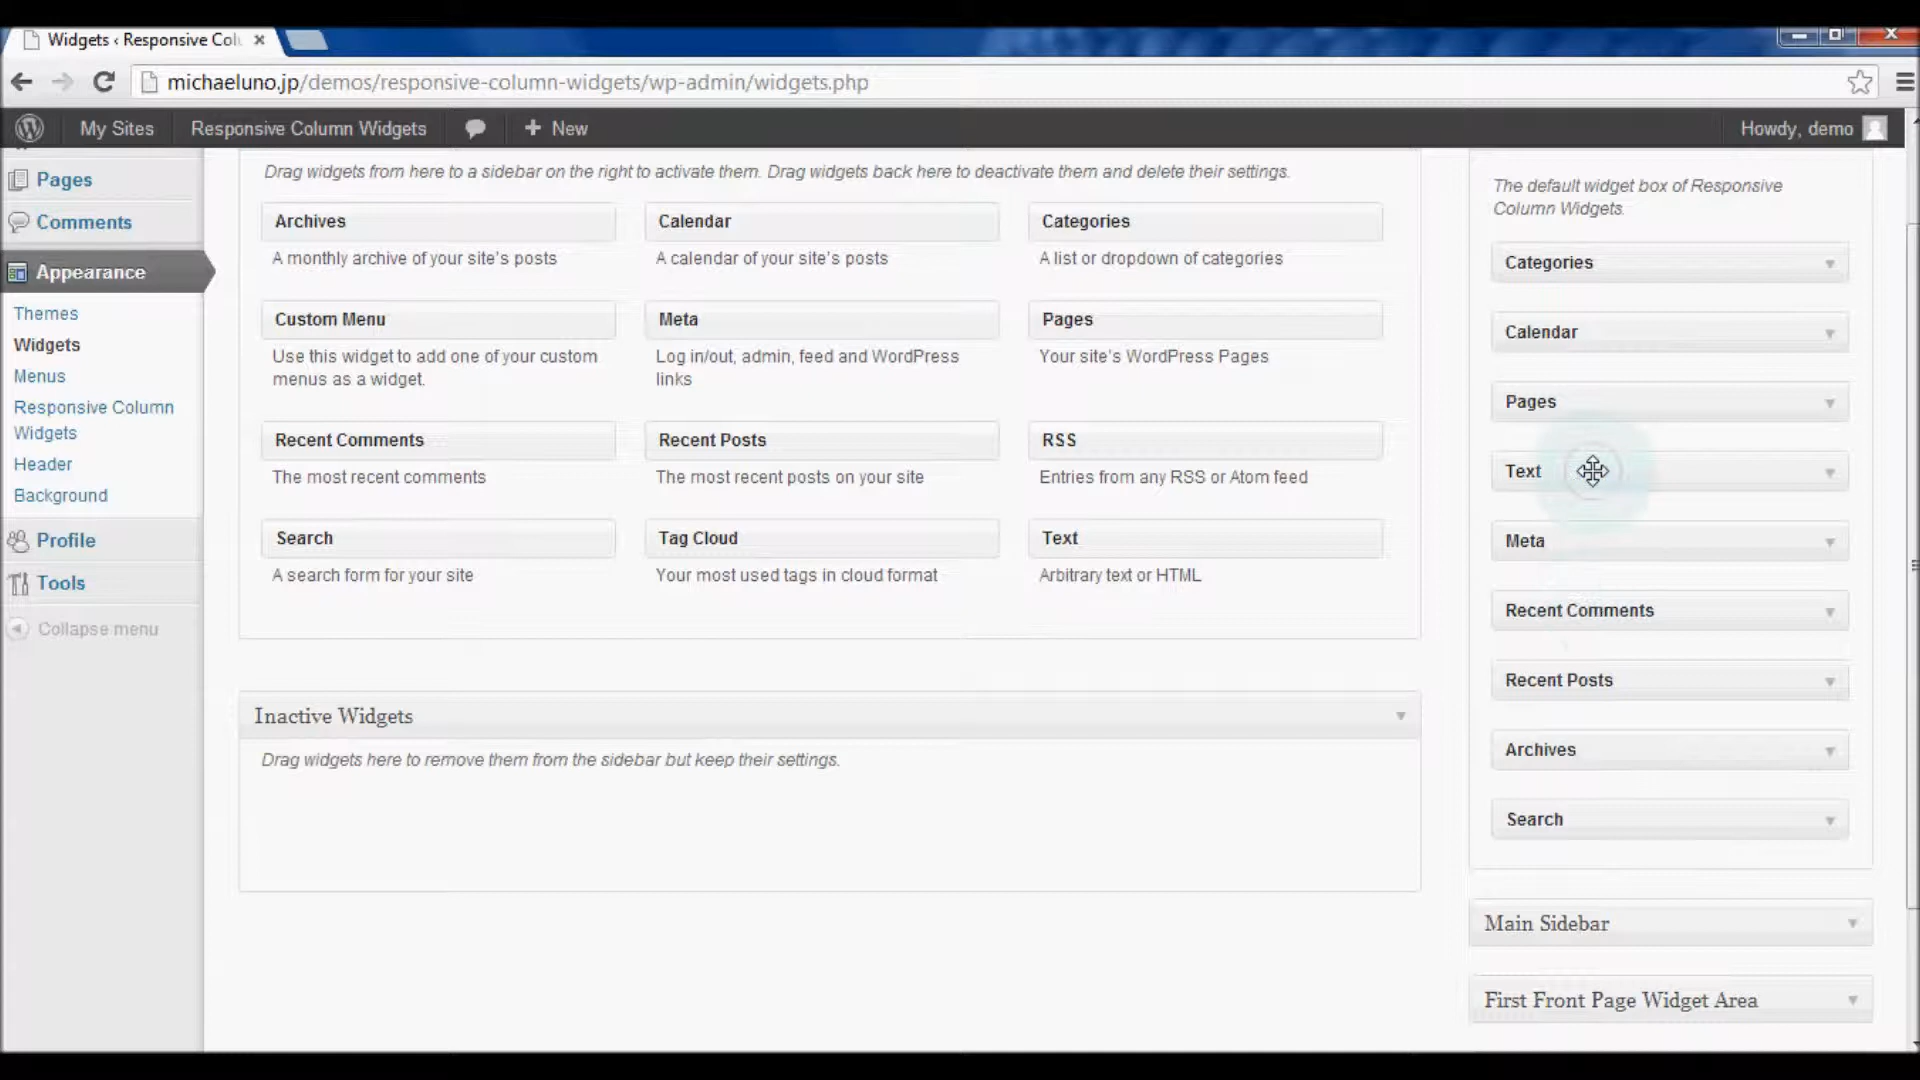 Widgets ‹ Responsive Col
michaeluno.jp/demos/responsive-column-widgets/wp-admin/widgets.php
My Sites
Responsive Column Widgets
New
Howdy, demo
Pages
Comments
Appearance
Themes
Widgets
Menus
Responsive Column
Widgets
Header
Background
Profile
Tools
Collapse menu
Drag widgets from here to a sidebar on the right to activate them. Drag widgets back here to deactivate them and delete their settings.
Archives
A monthly archive of your site's posts
Calendar
A calendar of your site's posts
Categories
A list or dropdown of categories
Custom Menu
Use this widget to add one of your custom
menus as a widget.
Meta
Log in/out, admin, feed and WordPress
links
Pages
Your site's WordPress Pages
Recent Comments
The most recent comments
Recent Posts
The most recent posts on your site
RSS
Entries from any RSS or Atom feed
Search
A search form for your site
Tag Cloud
Your most used tags in cloud format
Text
Arbitrary text or HTML
Inactive Widgets
Drag widgets here to remove them from the sidebar but keep their settings.
The default widget box of Responsive
Column Widgets.
Categories
Calendar
Pages
Text
Meta
Recent Comments
Recent Posts
Archives
Search
Main Sidebar
First Front Page Widget Area